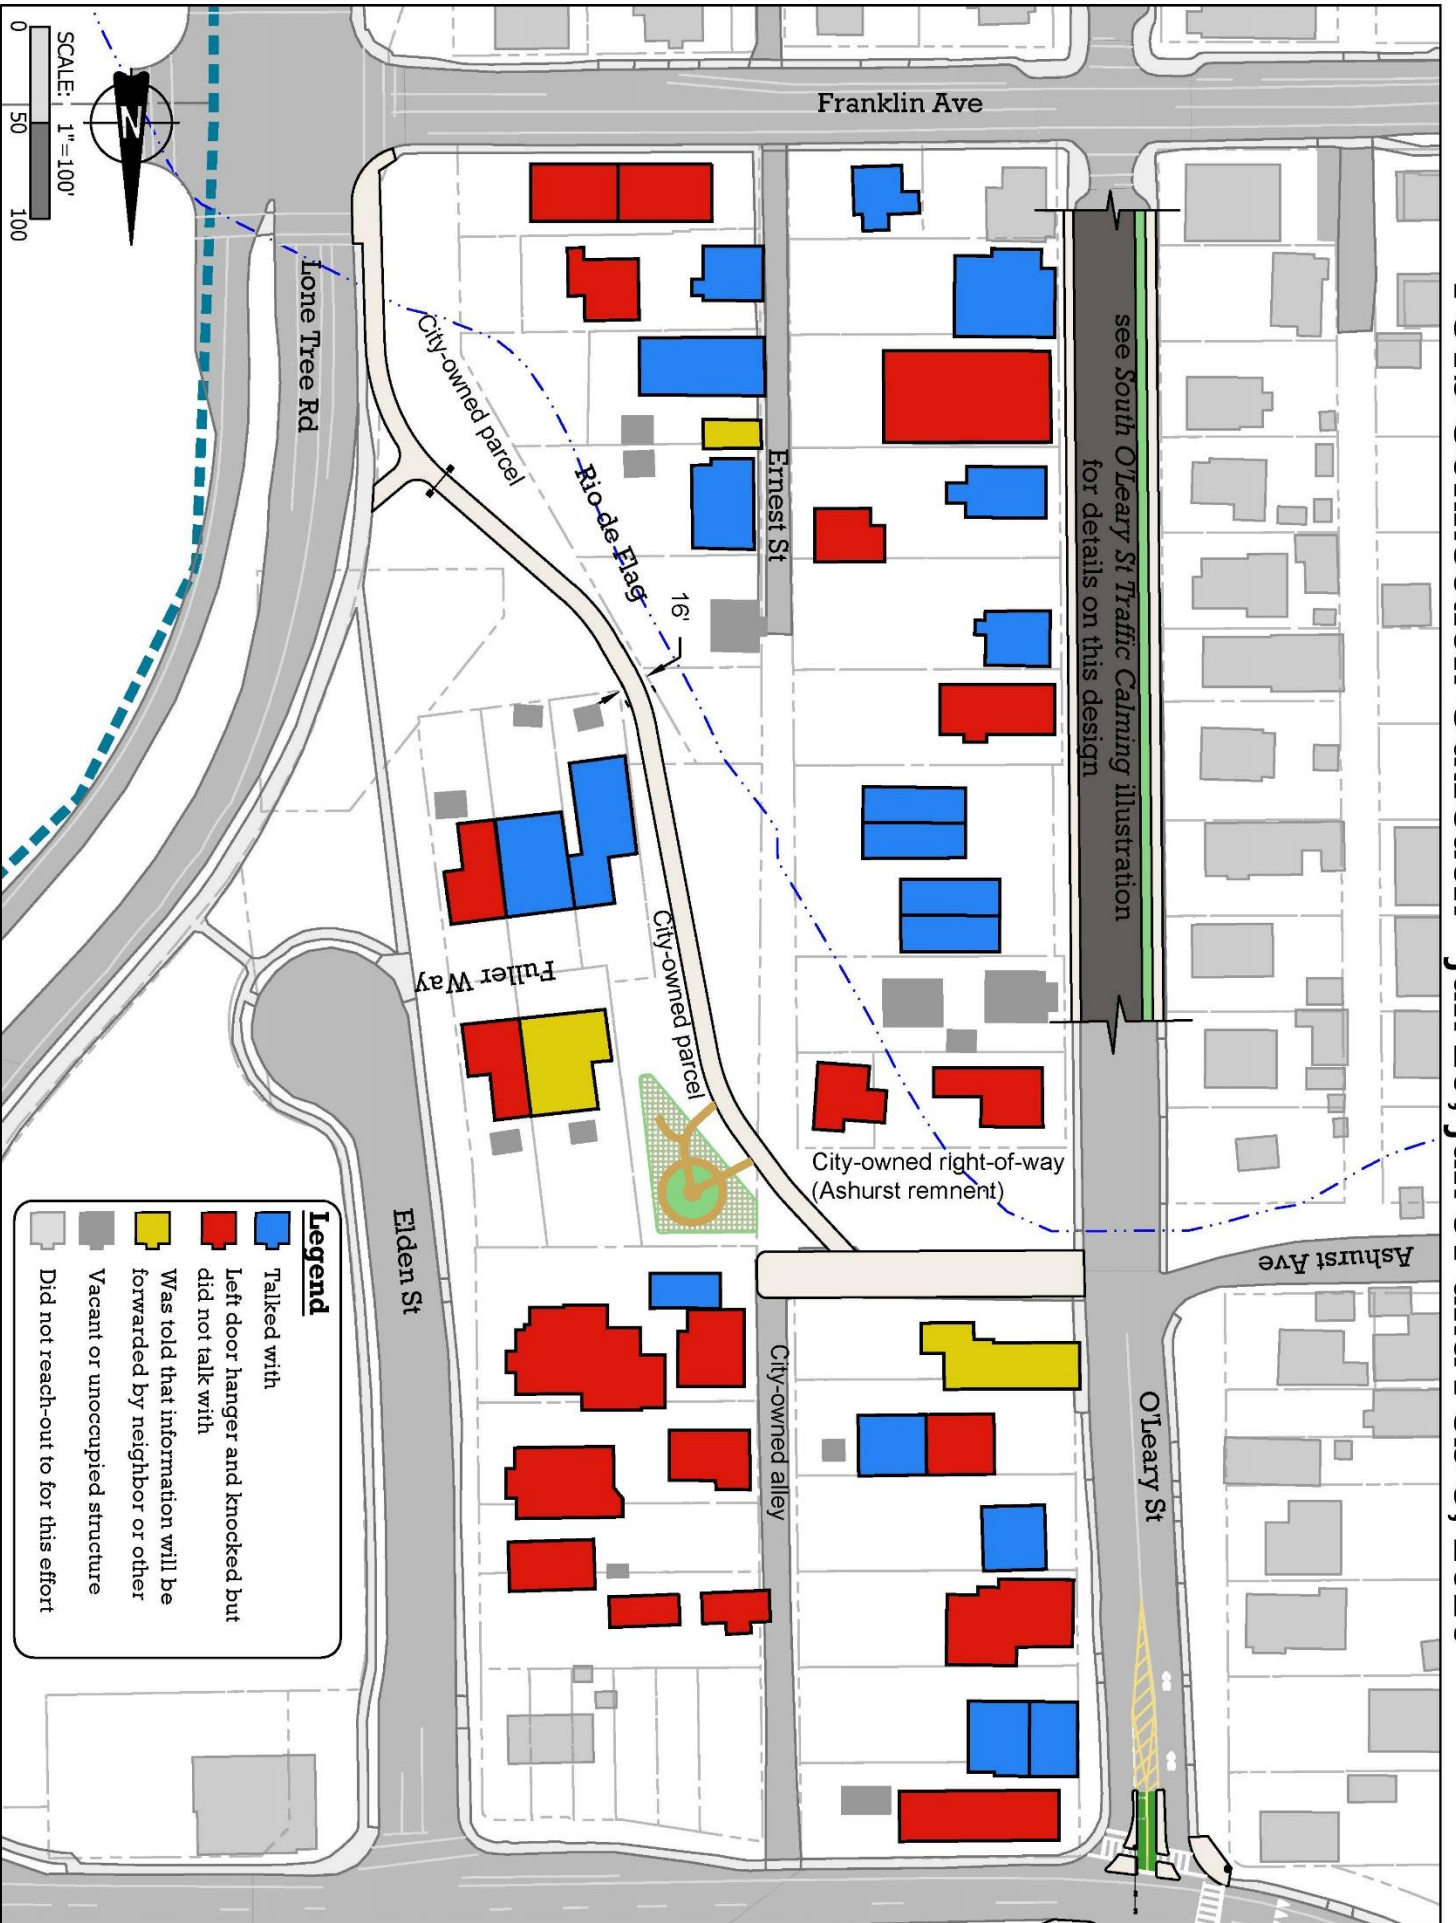 Franklin Ave
SCALE: 1"=100'
0 50 100
N
Lone Tree Rd
City-owned parcel
Rio de Flag
Ernest St
16'
see South O'Leary St Traffic Calming illustration
for details on this design
City-owned parcel
Fuller Way
City-owned right-of-way
(Ashurst remnent)
Ashurst Ave
Elden St
City-owned alley
O'Leary St
Legend
Talked with
Left door hanger and knocked but
did not talk with
Was told that information will be
forwarded by neighbor or other
Vacant or unoccupied structure
Did not reach-out to for this effort